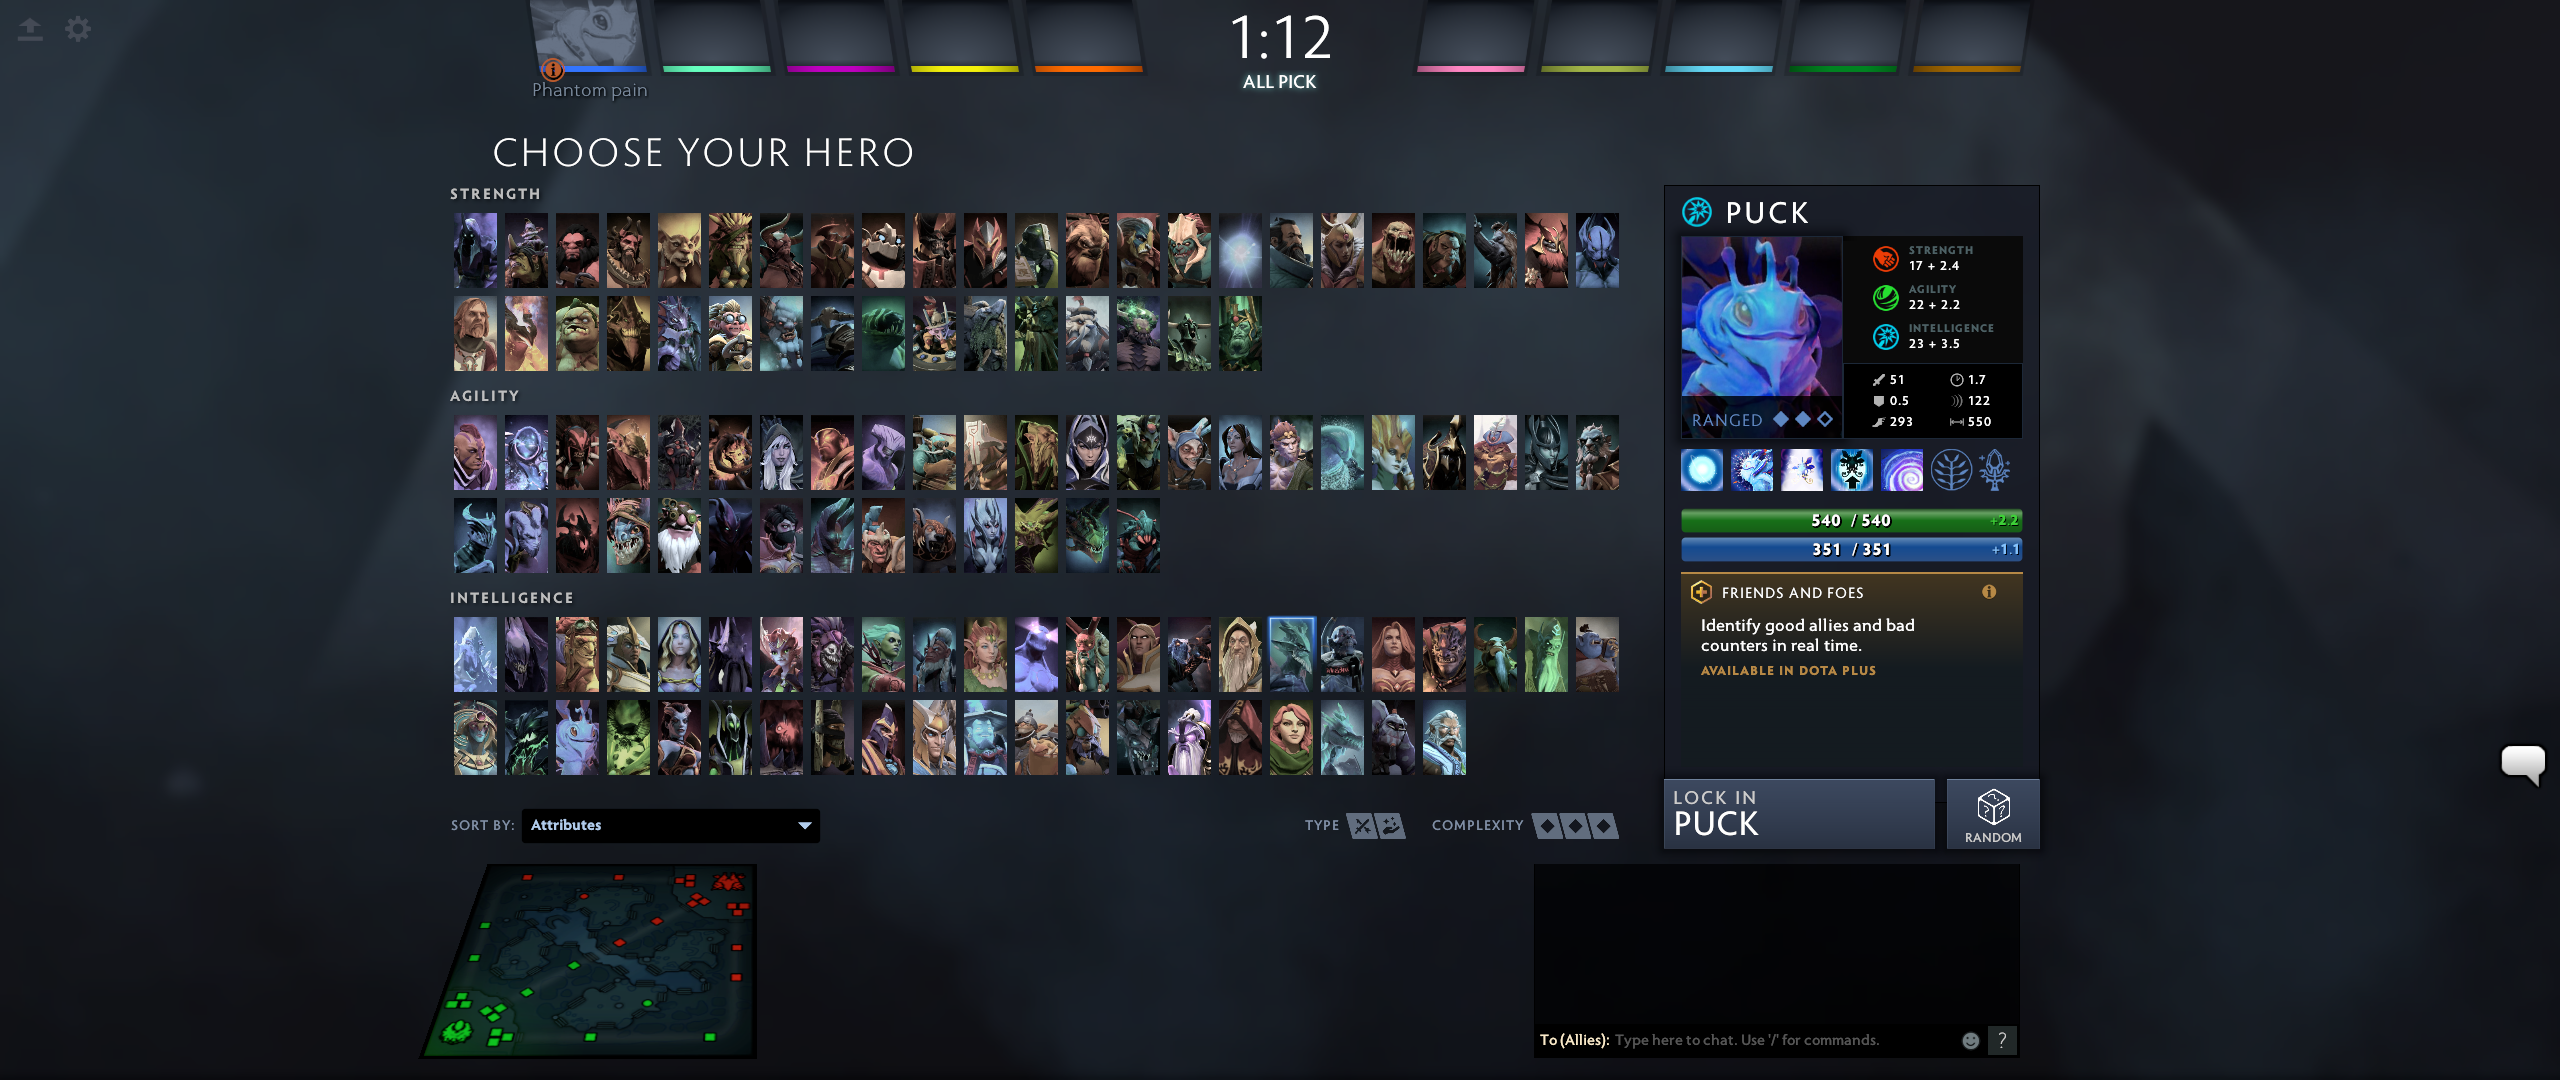 1:12
ALL PICK
Phantom pain
CHOOSE YOUR HERO
STRENGTH
AGILITY
INTELLIGENCE
PUCK
STRENGTH
17 + 2.4
AGILITY
22 + 2.2
INTELLIGENCE
23 + 3.5
RANGED
51 1.7
0.5 122
293 550
540 / 540 +2.2
351 / 351 +1.1
FRIENDS AND FOES
Identify good allies and bad
counters in real time.
AVAILABLE IN DOTA PLUS
LOCK IN
PUCK
RANDOM
SORT BY: Attributes
TYPE COMPLEXITY
To (Allies): Type here to chat. Use '/' for commands. ?